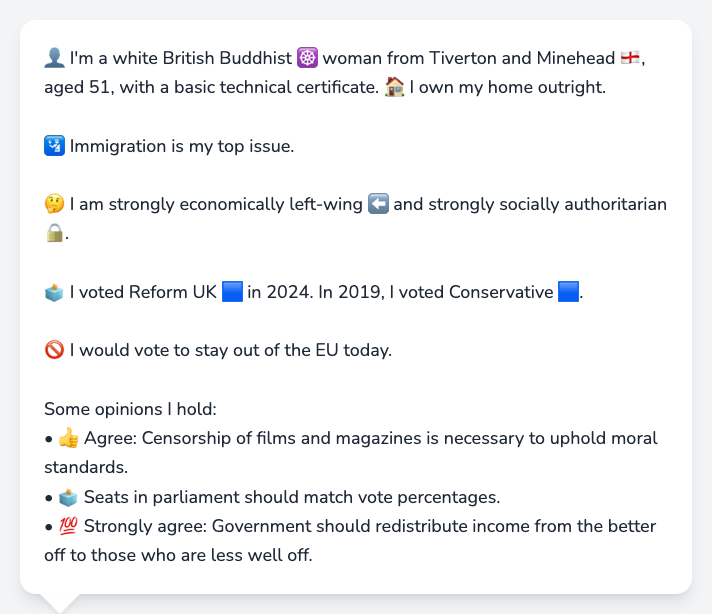 👤 I'm a white British Buddhist ☸️ woman from Tiverton and Minehead 🏴󠁧󠁢󠁥󠁮󠁧󠁿,
aged 51, with a basic technical certificate. 🏠 I own my home outright.
🛂 Immigration is my top issue.
🤔 I am strongly economically left-wing ⬅️ and strongly socially authoritarian
🔒.
🗳️ I voted Reform UK 🟦 in 2024. In 2019, I voted Conservative 🟦.
🚫 I would vote to stay out of the EU today.
Some opinions I hold:
• 👍 Agree: Censorship of films and magazines is necessary to uphold moral
standards.
• 🗳️ Seats in parliament should match vote percentages.
• 💯 Strongly agree: Government should redistribute income from the better
off to those who are less well off.